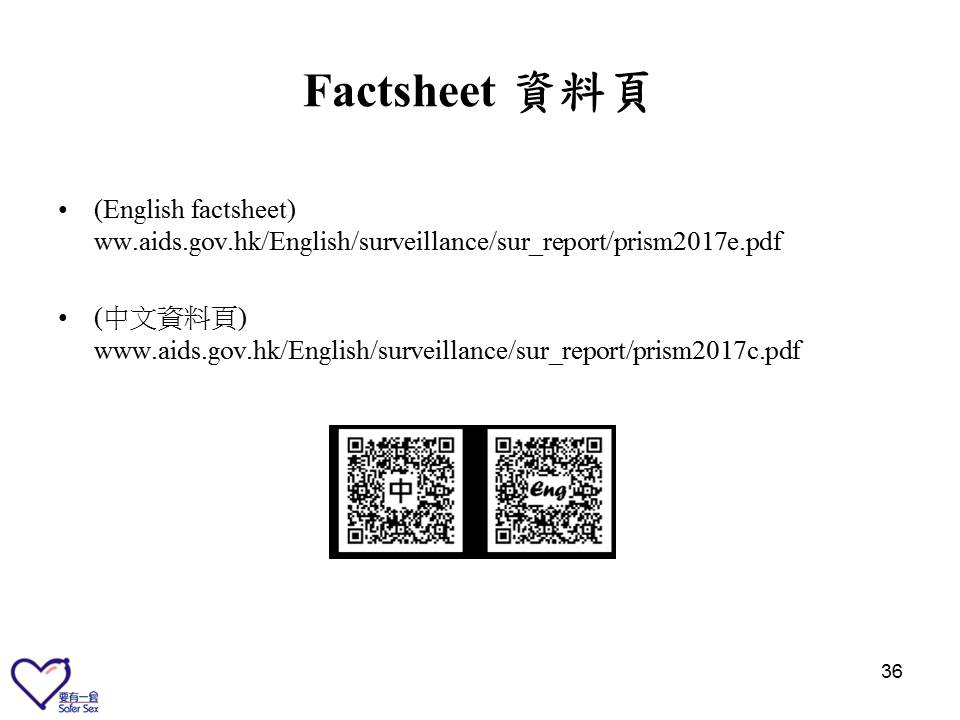 Factsheet 資料頁
• (English factsheet)
ww.aids.gov.hk/English/surveillance/sur_report/prism2017e.pdf
• (中文資料頁)
www.aids.gov.hk/English/surveillance/sur_report/prism2017c.pdf
中 Eng
要有一套
Safer Sex
36